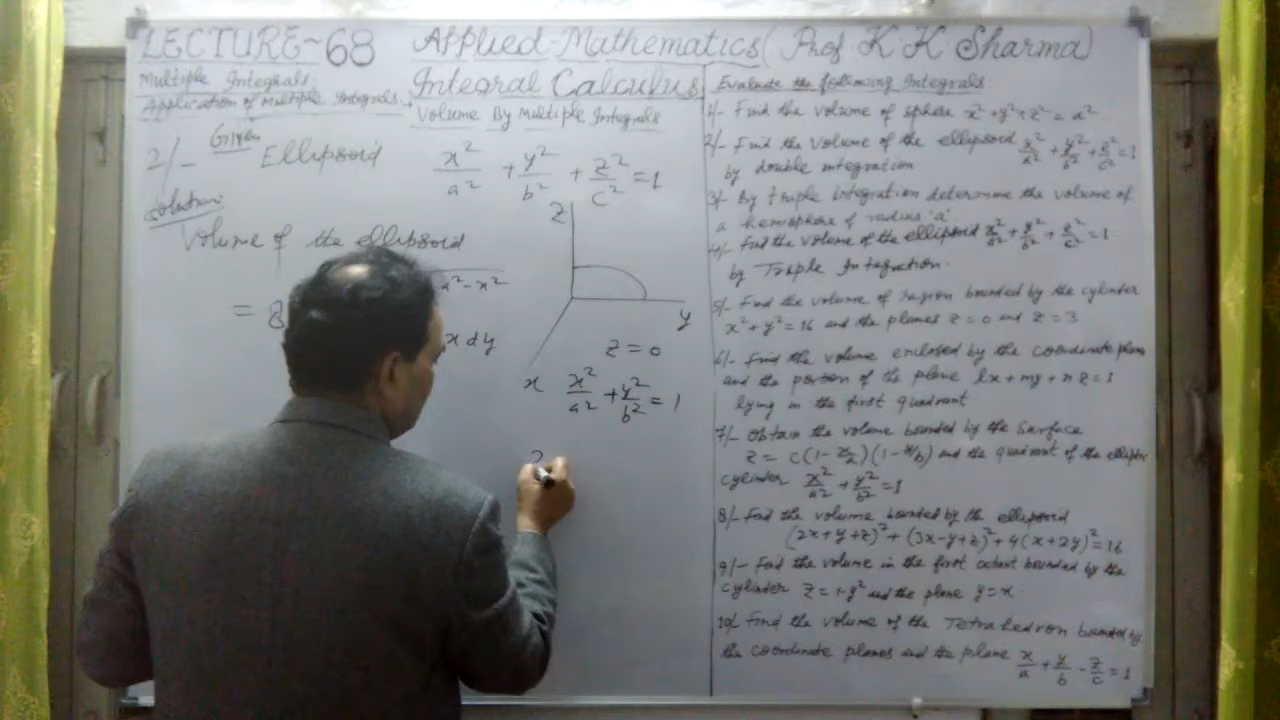 LECTURE-68 Applied-Mathematics (Prof K K Sharma)
Multiple Integrals
Application of Multiple Integrals
Integral Calculus
Volume By Multiple Integrals
2/- Given Ellipsoid x²/a² + y²/b² + z²/c² = 1
Solution
Volume of the ellipsoid
= 8
a²-x²
x dy
z
y
x
z = 0
x²/a² + y²/b² = 1
Evaluate the following Integrals
1/- Find the volume of sphere x²+y²+z² = a²
2/- Find the volume of the ellipsoid x²/a² + y²/b² + z²/c² = 1
by double integration
3/- By triple integration determine the volume of
a hemisphere of radius 'a'
4/- Find the volume of the ellipsoid x²/a² + y²/b² + z²/c² = 1
by Triple Integration.
5/- Find the volume of region bounded by the cylinder
x²+y² = 16 and the planes z=0 and z=3
6/- Find the volume enclosed by the coordinate plans
and the portion of the plane lx+my+nz=1
lying in the first quadrant
7/- Obtain the volume bounded by the surface
z = c(1-x/a)(1-y/b) and the quadrant of the elliptic
cylinder x²/a² + y²/b² = 1
8/- Find the volume bounded by the ellipsoid
(2x+y+z)² + (3x-y+z)² + 4(x+2y)² = 16
9/- Find the volume in the first octant bounded by the
cylinder z = 1-y² and the plane y=x.
10/ Find the volume of the Tetrahedron bounded by
the coordinate planes and the plane x/a + y/b - z/c = 1